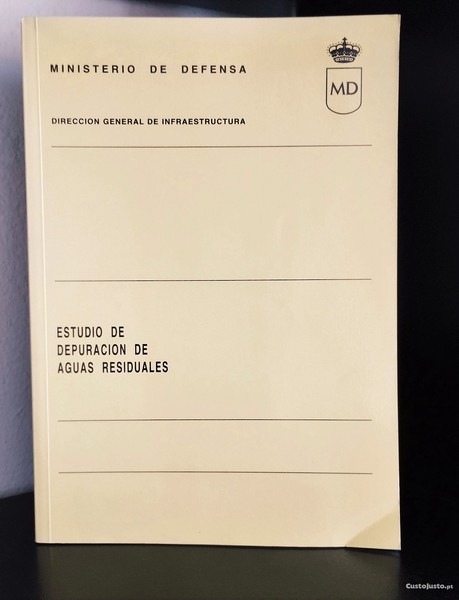 MINISTERIO DE DEFENSA
MD
DIRECCION GENERAL DE INFRAESTRUCTURA
ESTUDIO DE
DEPURACION DE
AGUAS RESIDUALES
CustoJusto.pt